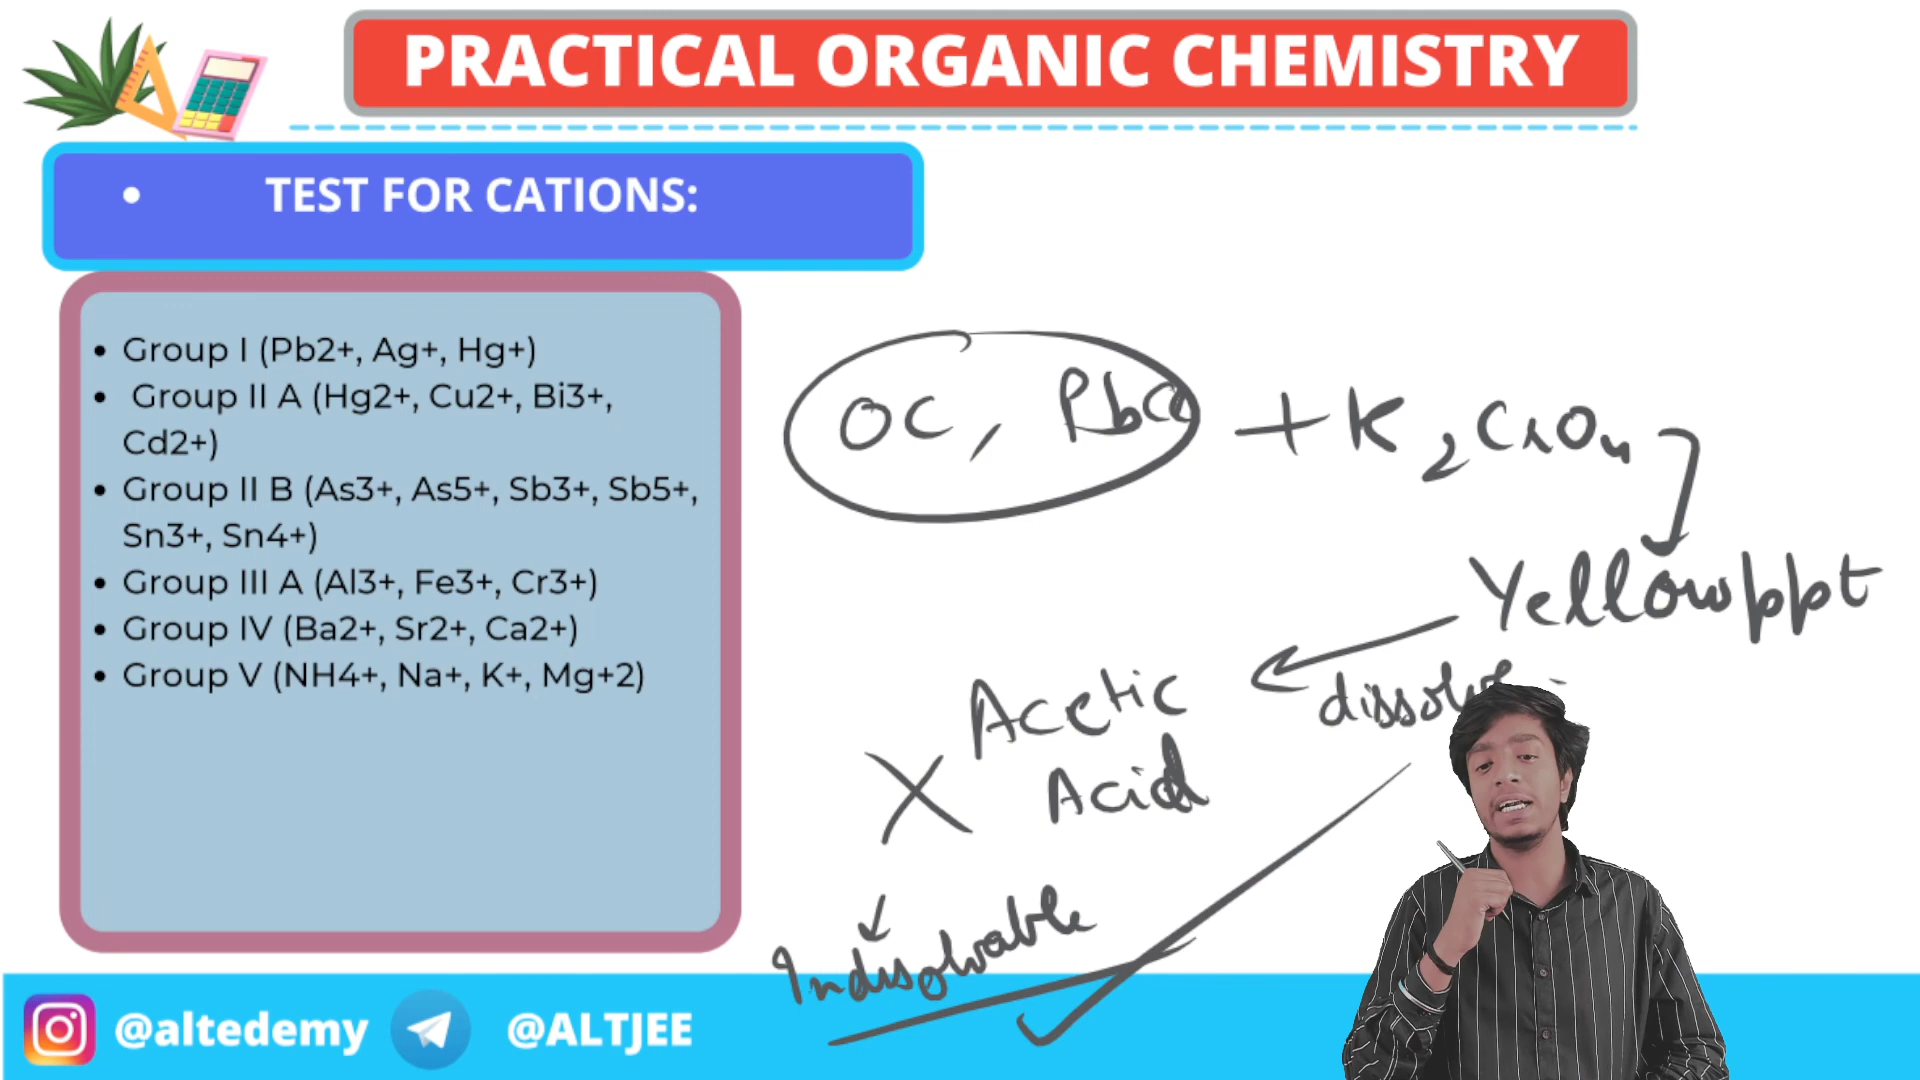 PRACTICAL ORGANIC CHEMISTRY
• TEST FOR CATIONS:
• Group I (Pb2+, Ag+, Hg+)
• Group II A (Hg2+, Cu2+, Bi3+,
Cd2+)
• Group II B (As3+, As5+, Sb3+, Sb5+,
Sn3+, Sn4+)
• Group III A (Al3+, Fe3+, Cr3+)
• Group IV (Ba2+, Sr2+, Ca2+)
• Group V (NH4+, Na+, K+, Mg+2)
OC, + K2CrO4
Yellow ppt
Acetic
Acid
@altedemy
@ALTJEE